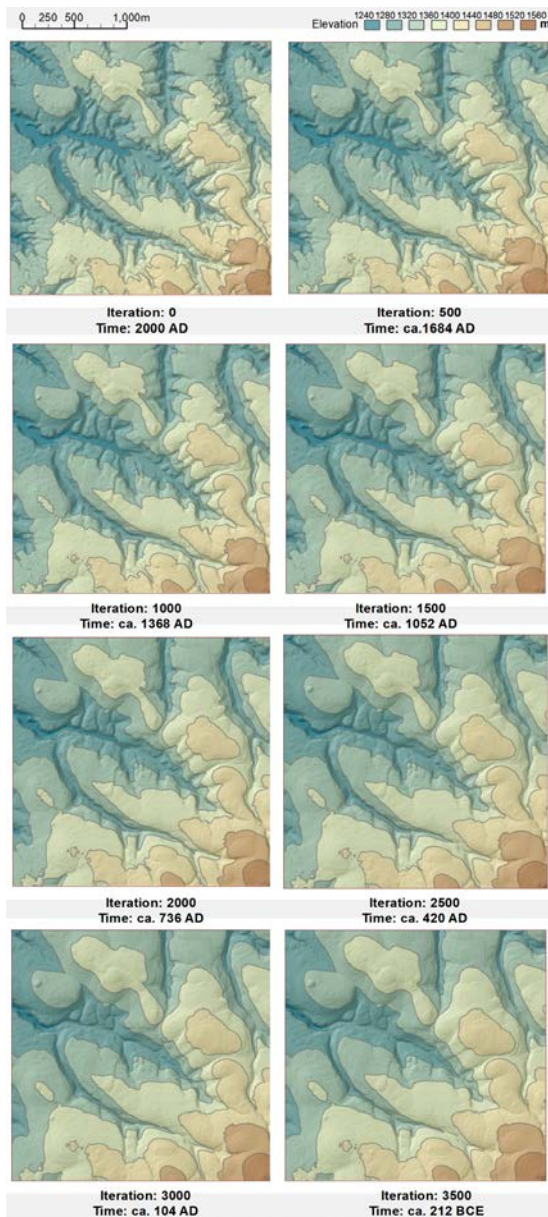 0 250 500 1,000m
Elevation 1240 1280 1320 1360 1400 1440 1480 1520 1560 m
Iteration: 0
Time: 2000 AD
Iteration: 500
Time: ca.1684 AD
Iteration: 1000
Time: ca. 1368 AD
Iteration: 1500
Time: ca. 1052 AD
Iteration: 2000
Time: ca. 736 AD
Iteration: 2500
Time: ca. 420 AD
Iteration: 3000
Time: ca. 104 AD
Iteration: 3500
Time: ca. 212 BCE